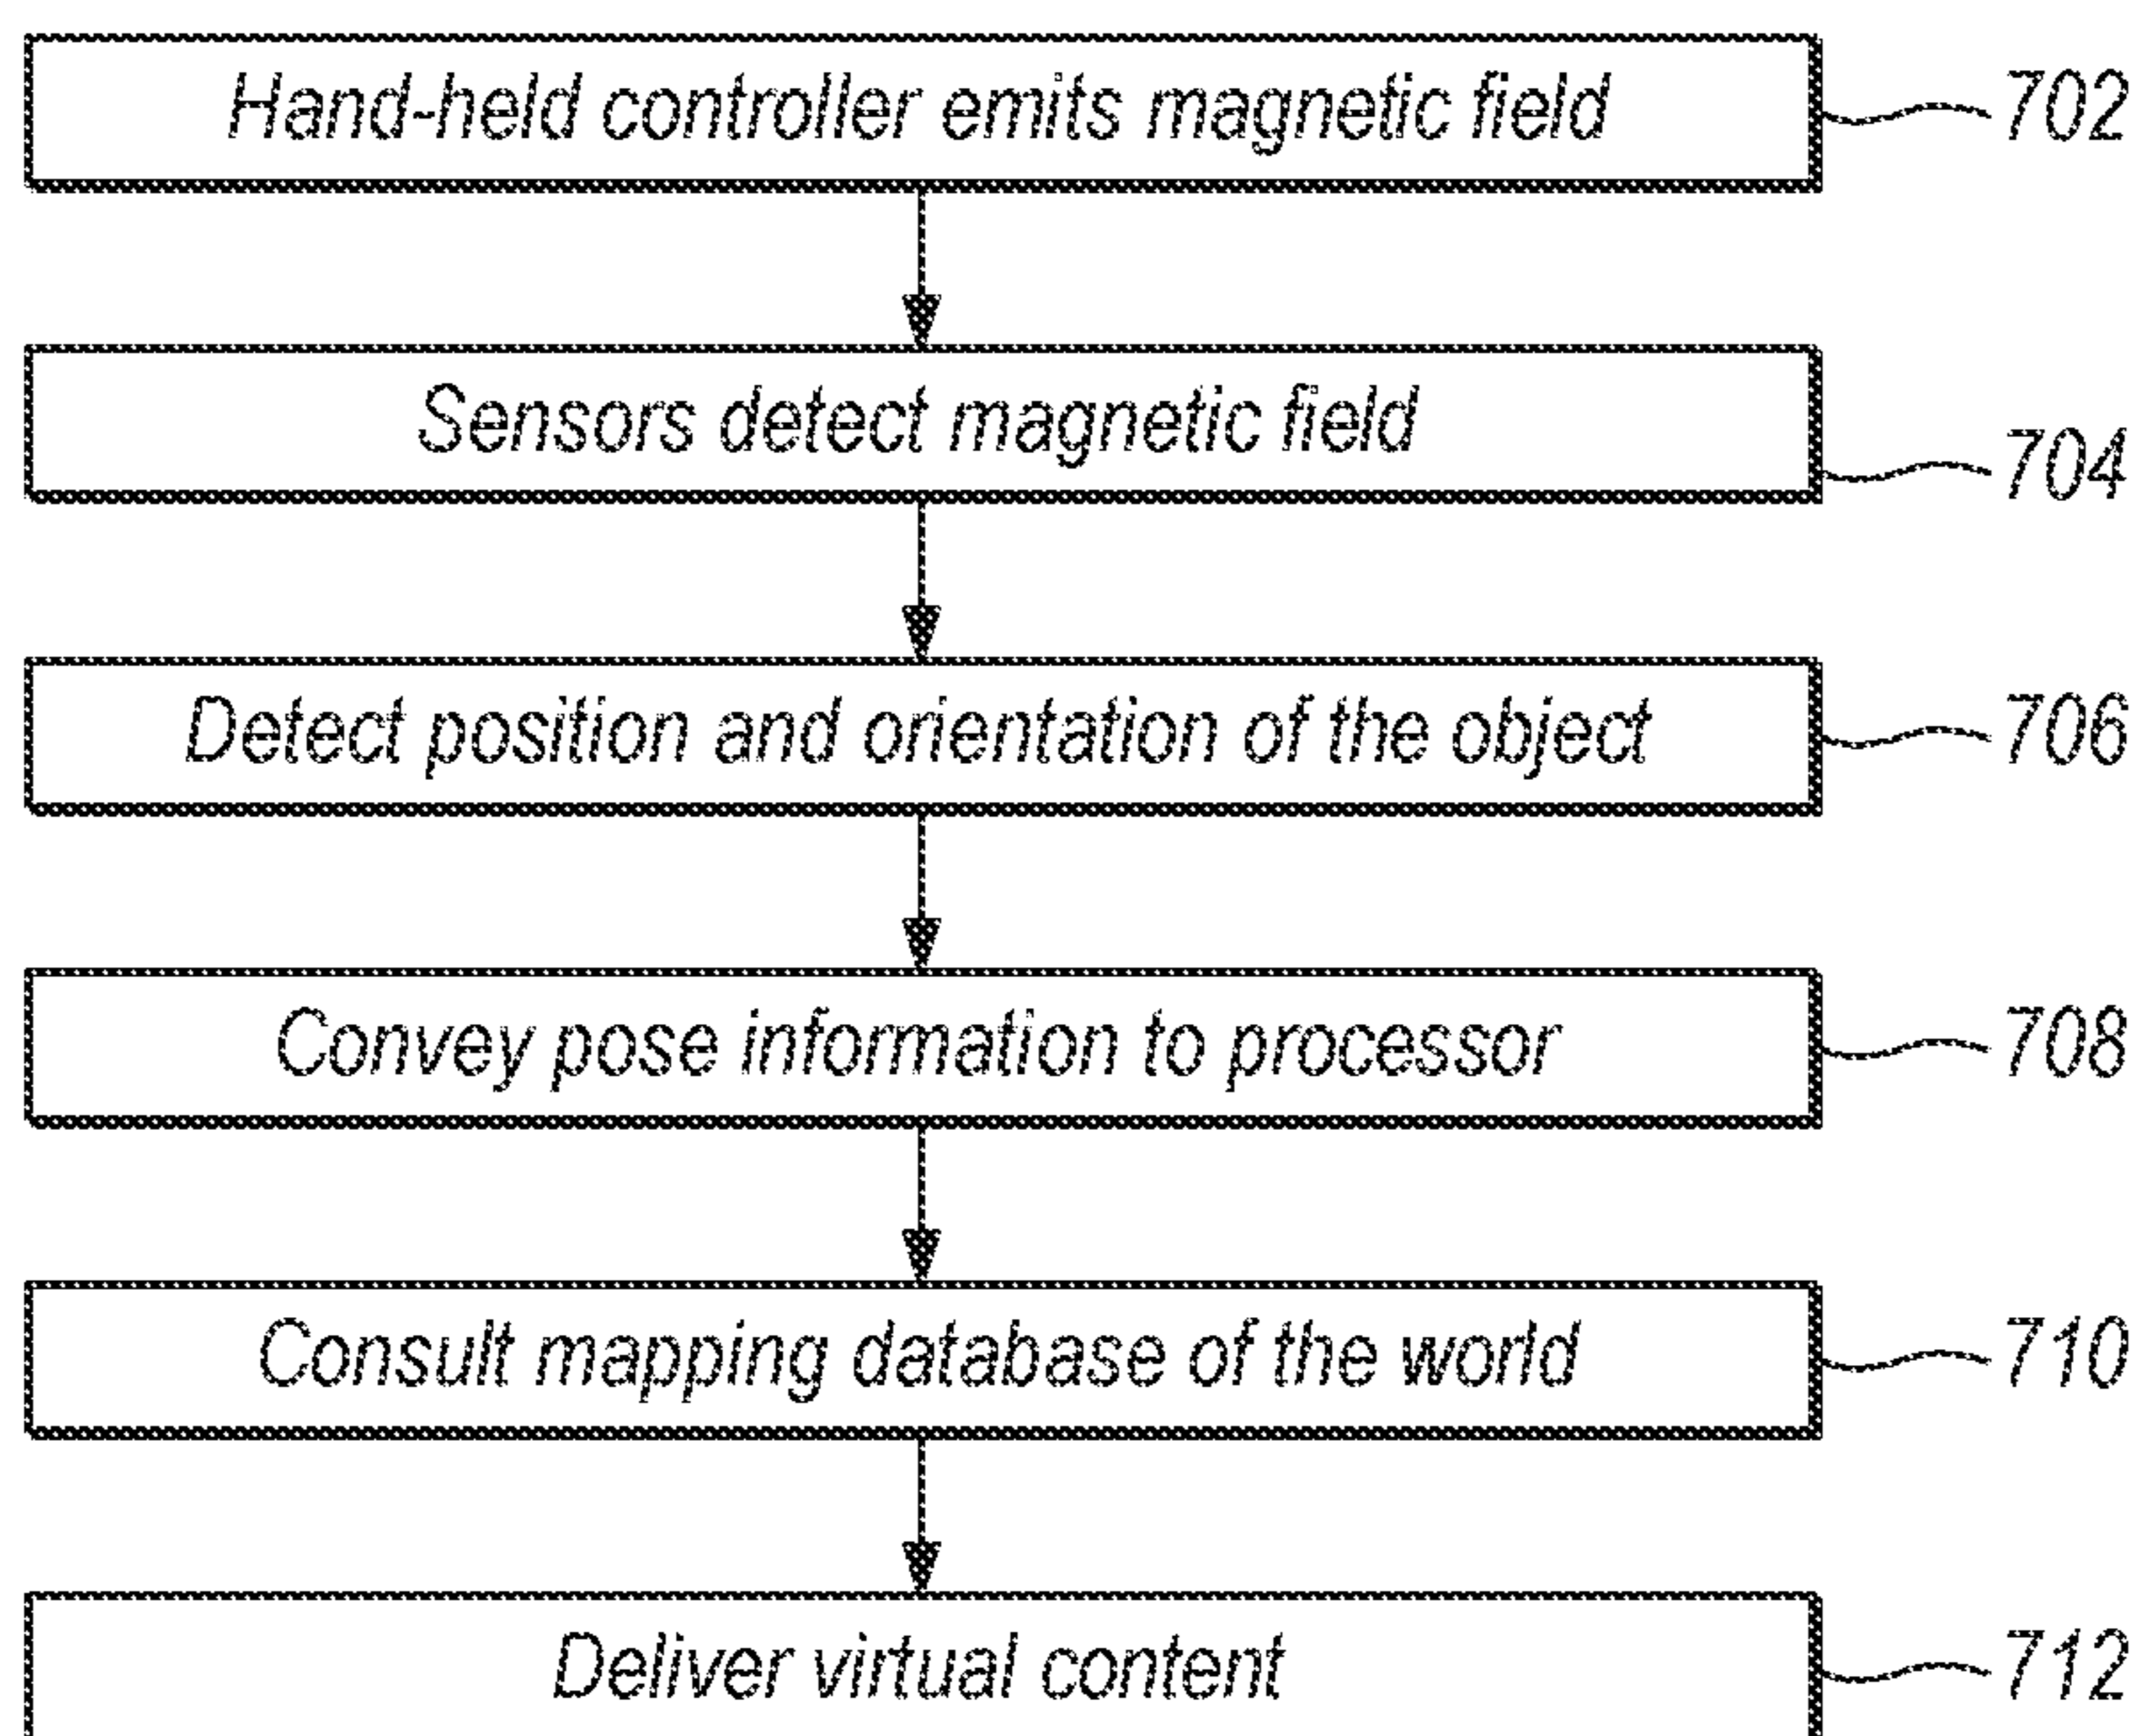 Hand-held controller emits magnetic field 702
Sensors detect magnetic field 704
Detect position and orientation of the object 706
Convey pose information to processor 708
Consult mapping database of the world 710
Deliver virtual content 712